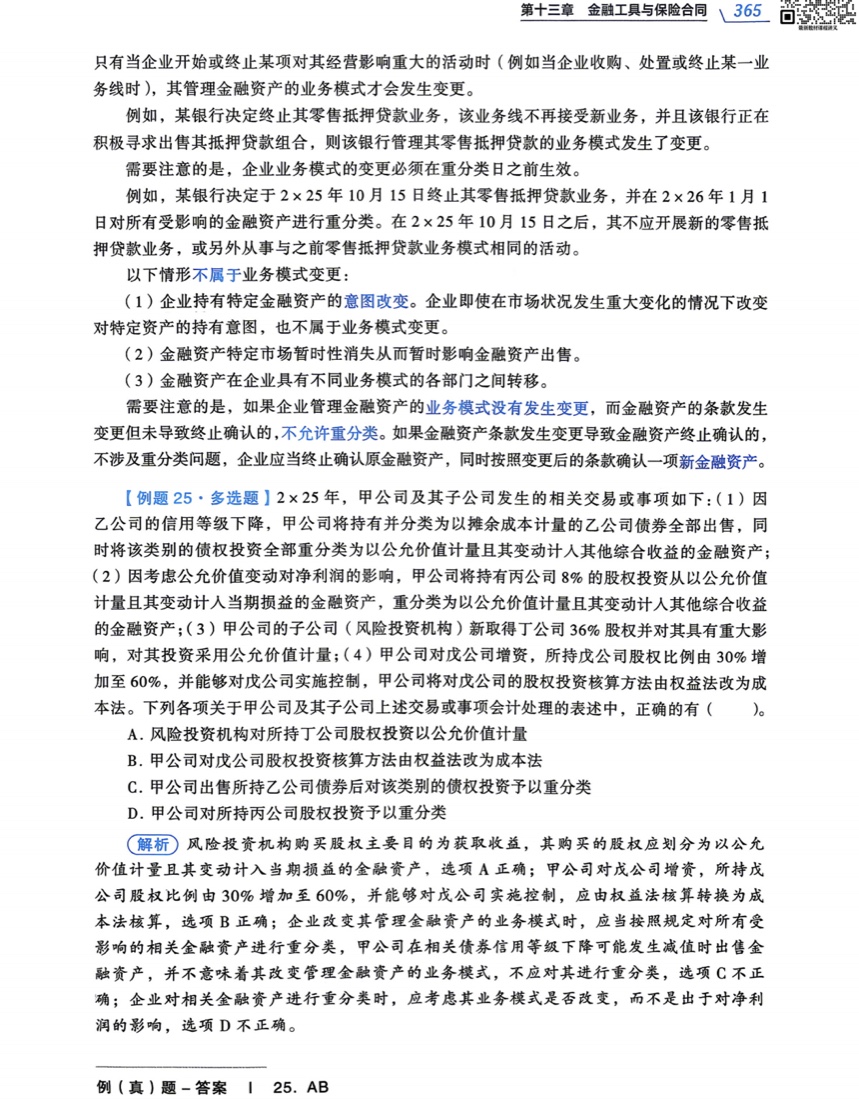 第十三章　金融工具与保险合同　365
只有当企业开始或终止某项对其经营影响重大的活动时（例如当企业收购、处置或终止某一业
务线时），其管理金融资产的业务模式才会发生变更。
例如，某银行决定终止其零售抵押贷款业务，该业务线不再接受新业务，并且该银行正在
积极寻求出售其抵押贷款组合，则该银行管理其零售抵押贷款的业务模式发生了变更。
需要注意的是，企业业务模式的变更必须在重分类日之前生效。
例如，某银行决定于 2×25 年 10 月 15 日终止其零售抵押贷款业务，并在 2×26 年 1 月 1
日对所有受影响的金融资产进行重分类。在 2×25 年 10 月 15 日之后，其不应开展新的零售抵
押贷款业务，或另外从事与之前零售抵押贷款业务模式相同的活动。
以下情形不属于业务模式变更：
（1）企业持有特定金融资产的意图改变。企业即使在市场状况发生重大变化的情况下改变
对特定资产的持有意图，也不属于业务模式变更。
（2）金融资产特定市场暂时性消失从而暂时影响金融资产出售。
（3）金融资产在企业具有不同业务模式的各部门之间转移。
需要注意的是，如果企业管理金融资产的业务模式没有发生变更，而金融资产的条款发生
变更但未导致终止确认的，不允许重分类。如果金融资产条款发生变更导致金融资产终止确认的，
不涉及重分类问题，企业应当终止确认原金融资产，同时按照变更后的条款确认一项新金融资产。
【例题 25·多选题】2×25 年，甲公司及其子公司发生的相关交易或事项如下：（1）因
乙公司的信用等级下降，甲公司将持有并分类为以摊余成本计量的乙公司债券全部出售，同
时将该类别的债权投资全部重分类为以公允价值计量且其变动计入其他综合收益的金融资产；
（2）因考虑公允价值变动对净利润的影响，甲公司将持有丙公司 8% 的股权投资从以公允价值
计量且其变动计入当期损益的金融资产，重分类为以公允价值计量且其变动计入其他综合收益
的金融资产；（3）甲公司的子公司（风险投资机构）新取得丁公司 36% 股权并对其具有重大影
响，对其投资采用公允价值计量；（4）甲公司对戊公司增资，所持戊公司股权比例由 30% 增
加至 60%，并能够对戊公司实施控制，甲公司将对戊公司的股权投资核算方法由权益法改为成
本法。下列各项关于甲公司及其子公司上述交易或事项会计处理的表述中，正确的有（　　）。
A. 风险投资机构对所持丁公司股权投资以公允价值计量
B. 甲公司对戊公司股权投资核算方法由权益法改为成本法
C. 甲公司出售所持乙公司债券后对该类别的债权投资予以重分类
D. 甲公司对所持丙公司股权投资予以重分类
解析 风险投资机构购买股权主要目的为获取收益，其购买的股权应划分为以公允
价值计量且其变动计入当期损益的金融资产，选项 A 正确；甲公司对戊公司增资，所持戊
公司股权比例由 30% 增加至 60%，并能够对戊公司实施控制，应由权益法核算转换为成
本法核算，选项 B 正确；企业改变其管理金融资产的业务模式时，应当按照规定对所有受
影响的相关金融资产进行重分类，甲公司在相关债券信用等级下降可能发生减值时出售金
融资产，并不意味着其改变管理金融资产的业务模式，不应对其进行重分类，选项 C 不正
确；企业对相关金融资产进行重分类时，应考虑其业务模式是否改变，而不是出于对净利
润的影响，选项 D 不正确。
例（真）题－答案　|　25. AB